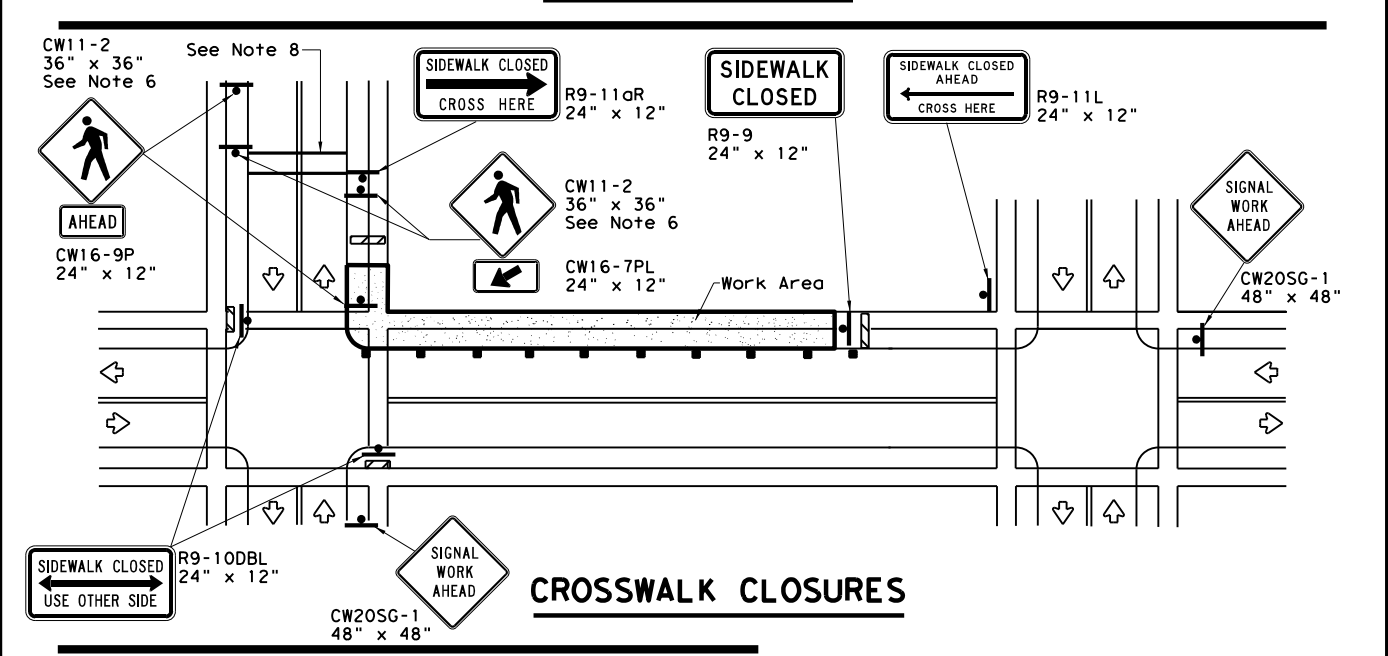 CW11-2
36" x 36"
See Note 6
See Note 8
AHEAD
CW16-9P
24" x 12"
SIDEWALK CLOSED
CROSS HERE
R9-11aR
24" x 12"
CW11-2
36" x 36"
See Note 6
CW16-7PL
24" x 12"
SIDEWALK
CLOSED
R9-9
24" x 12"
SIDEWALK CLOSED
AHEAD
CROSS HERE
R9-11L
24" x 12"
SIGNAL
WORK
AHEAD
CW20SG-1
48" x 48"
Work Area
SIDEWALK CLOSED
USE OTHER SIDE
R9-10DBL
24" x 12"
SIGNAL
WORK
AHEAD
CW20SG-1
48" x 48"
CROSSWALK CLOSURES